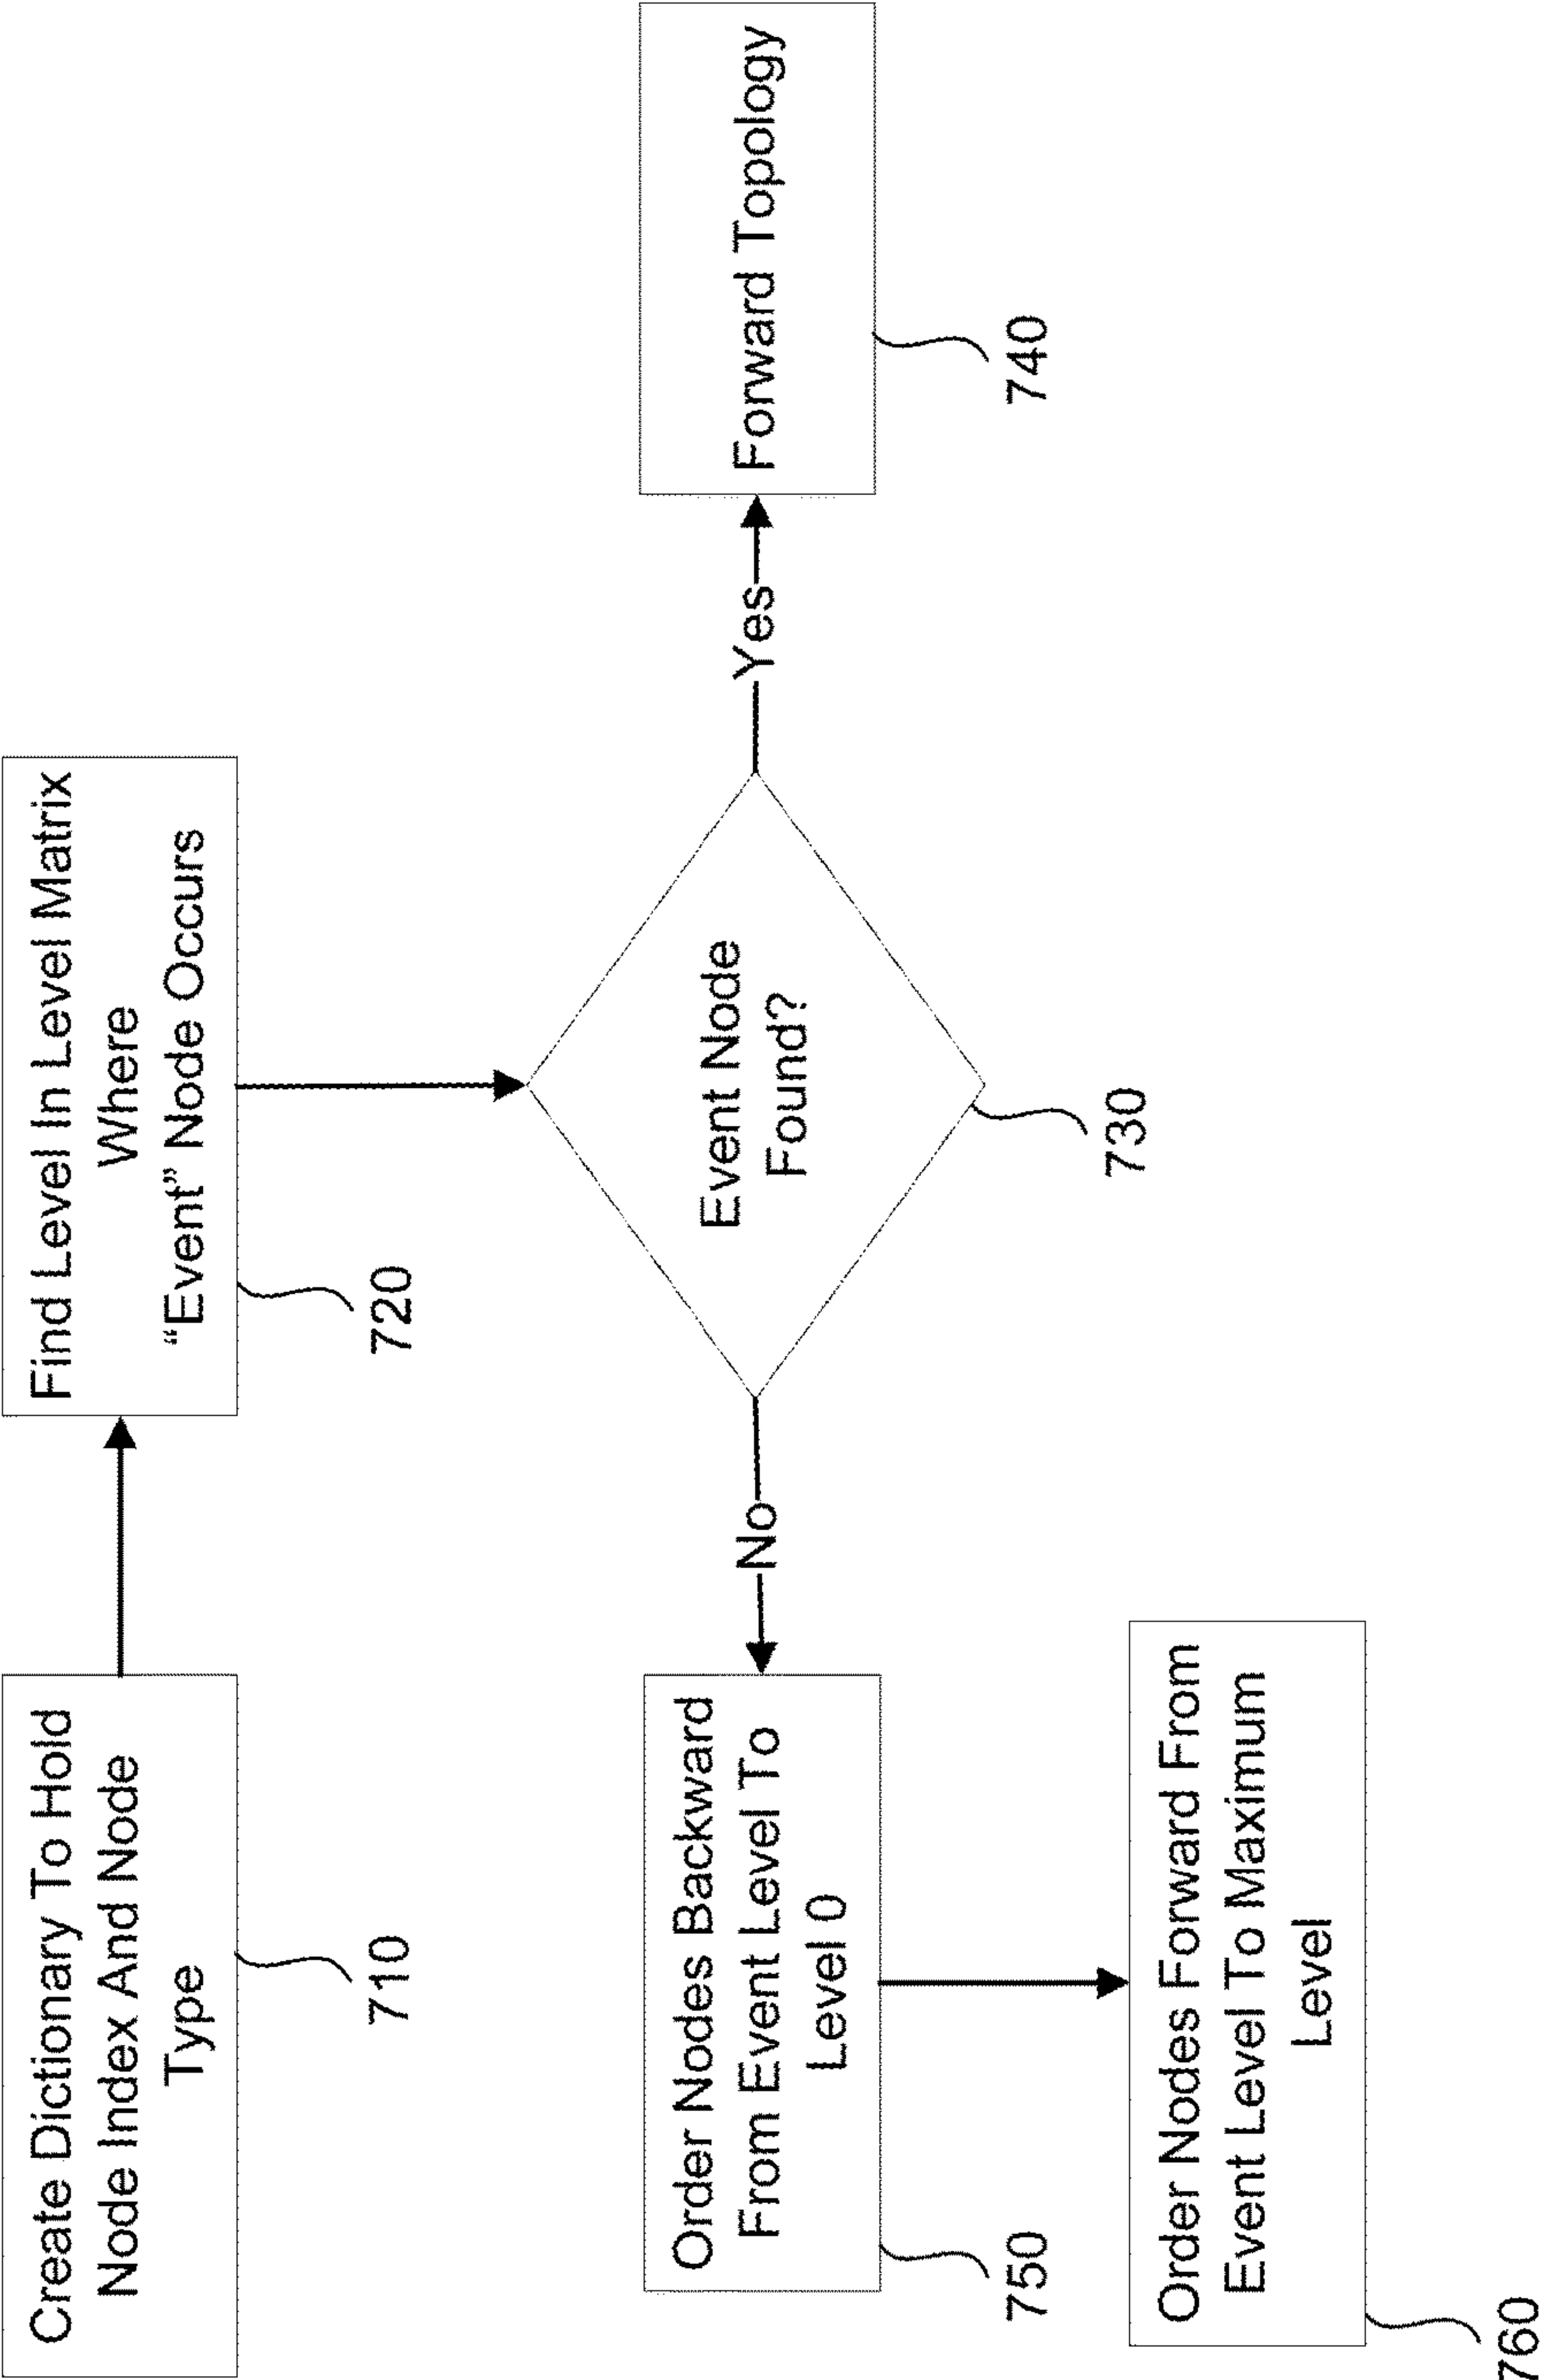 Create Dictionary To Hold
Node Index And Node
Type
710
Find Level In Level Matrix
Where
“Event” Node Occurs
720
Event Node
Found?
730
Yes
Forward Topology
740
No
Order Nodes Backward
From Event Level To
Level 0
750
Order Nodes Forward From
Event Level To Maximum
Level
760